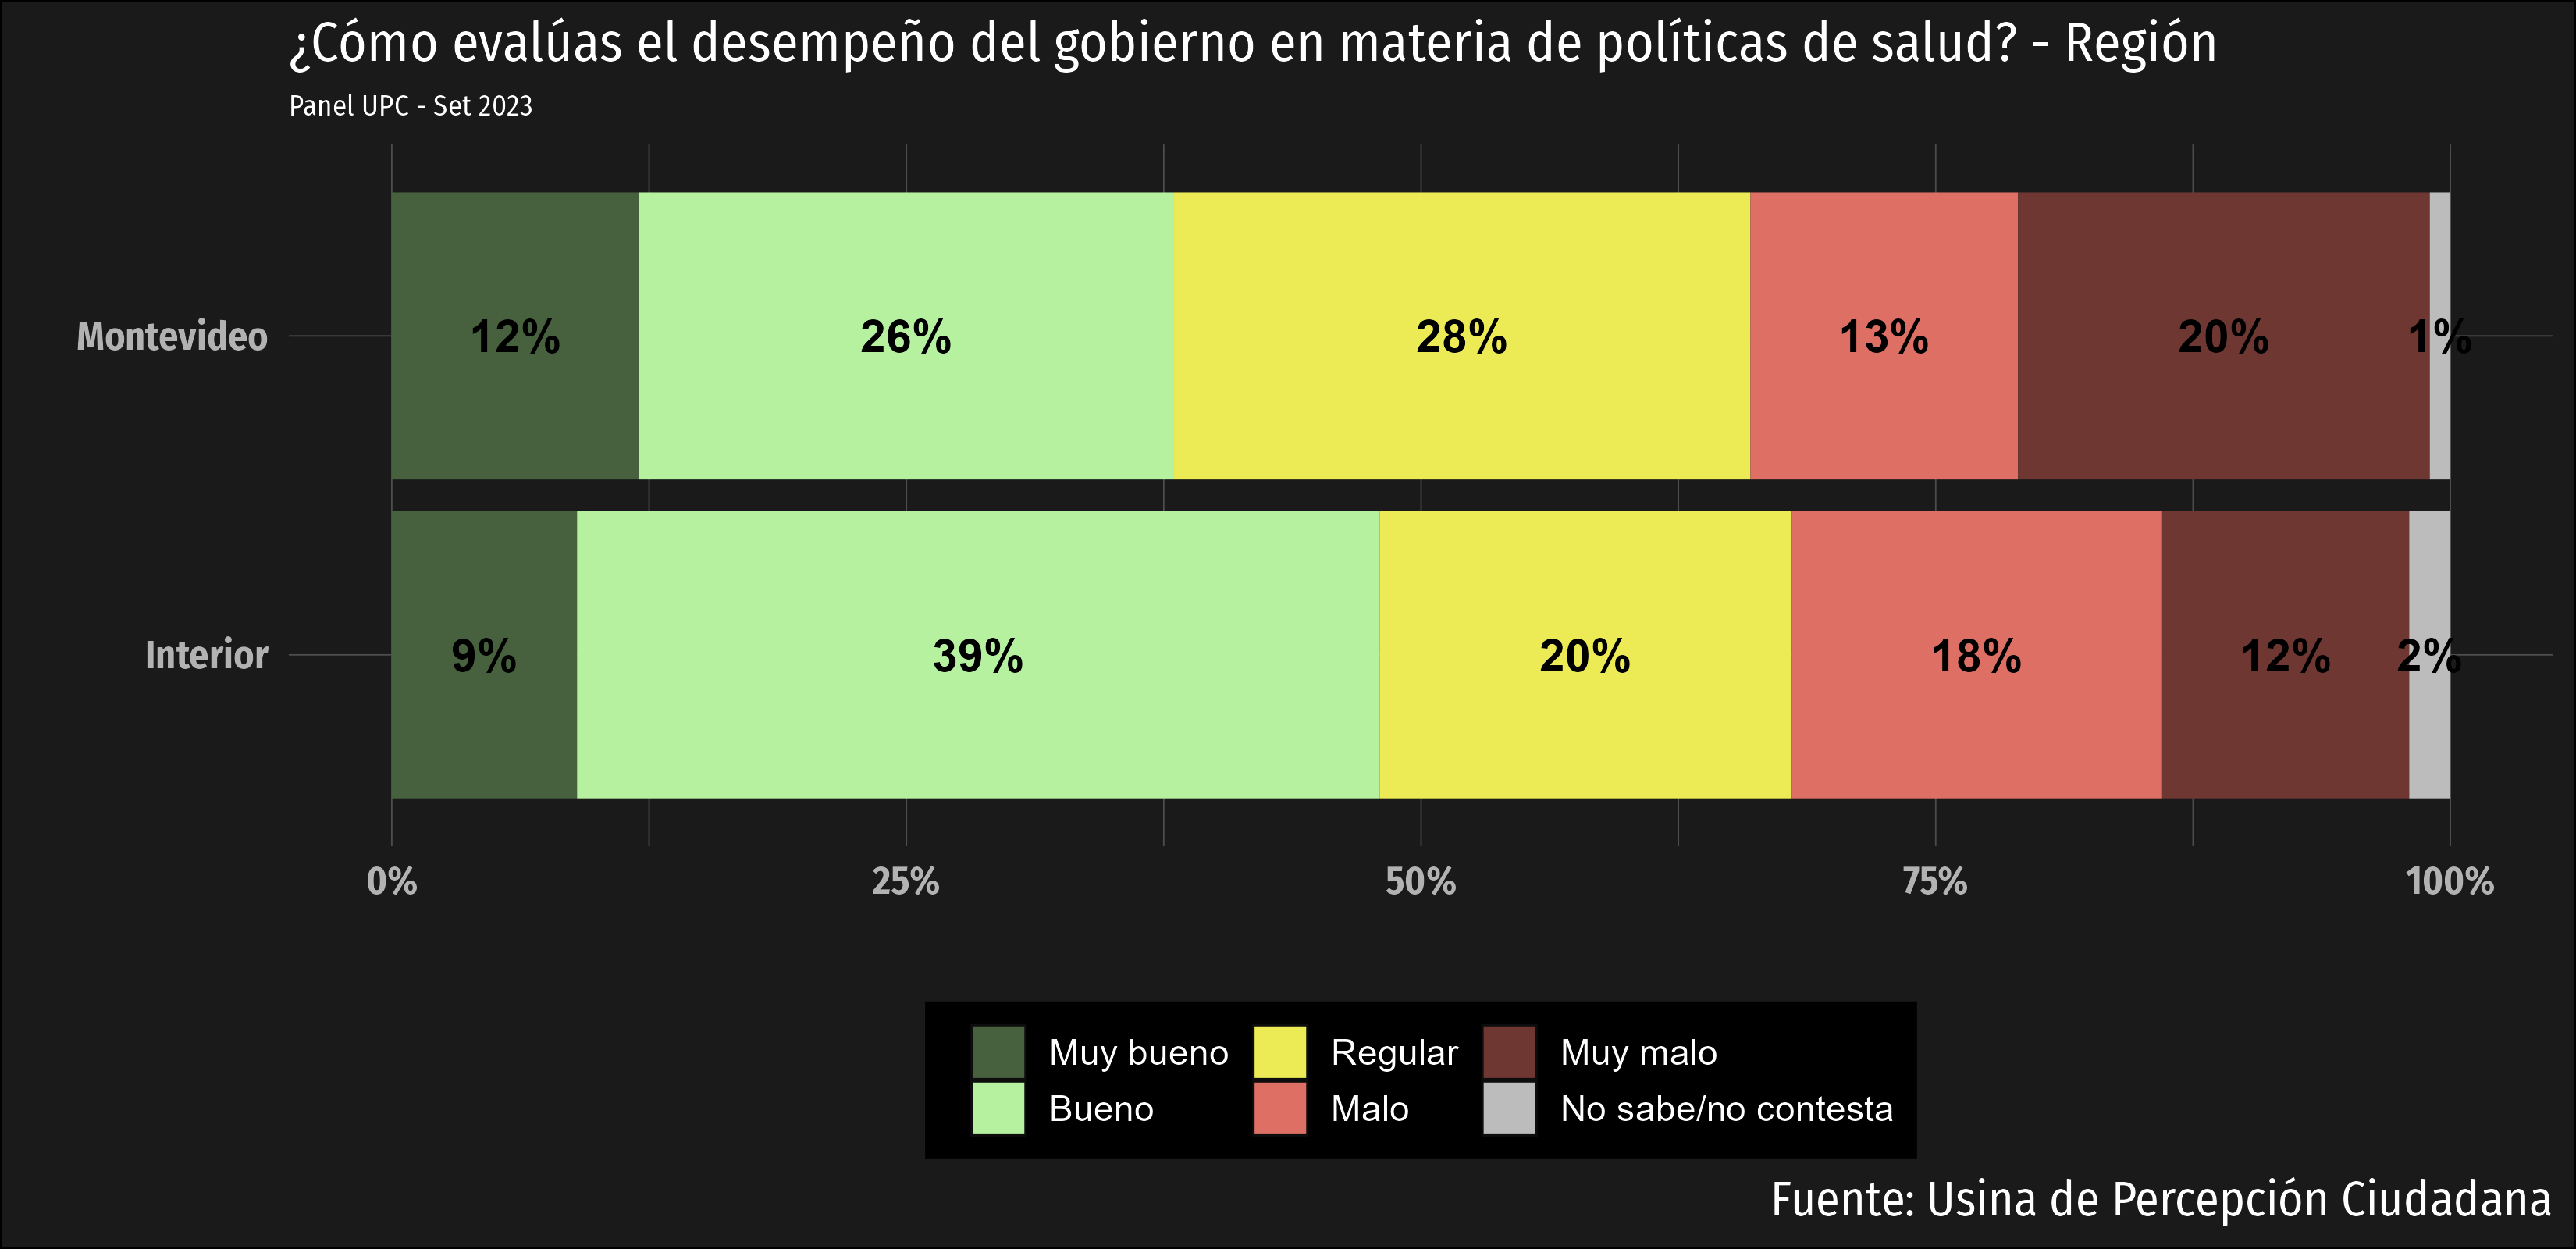 ¿Cómo evalúas el desempeño del gobierno en materia de políticas de salud? - Región
Panel UPC - Set 2023
Montevideo
12%
26%
28%
13%
20%
1%
Interior
9%
39%
20%
18%
12%
2%
0%
25%
50%
75%
100%
Muy bueno
Regular
Muy malo
Bueno
Malo
No sabe/no contesta
Fuente: Usina de Percepción Ciudadana